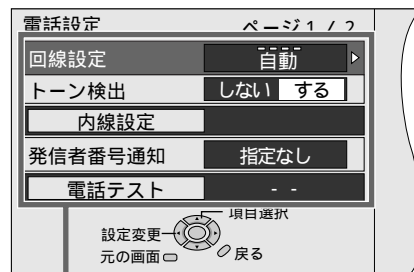 電話設定 ページ1/2
回線設定 自動
トーン検出 しない する
内線設定
発信者番号通知 指定なし
電話テスト - -
項目選択
設定変更
元の画面 戻る